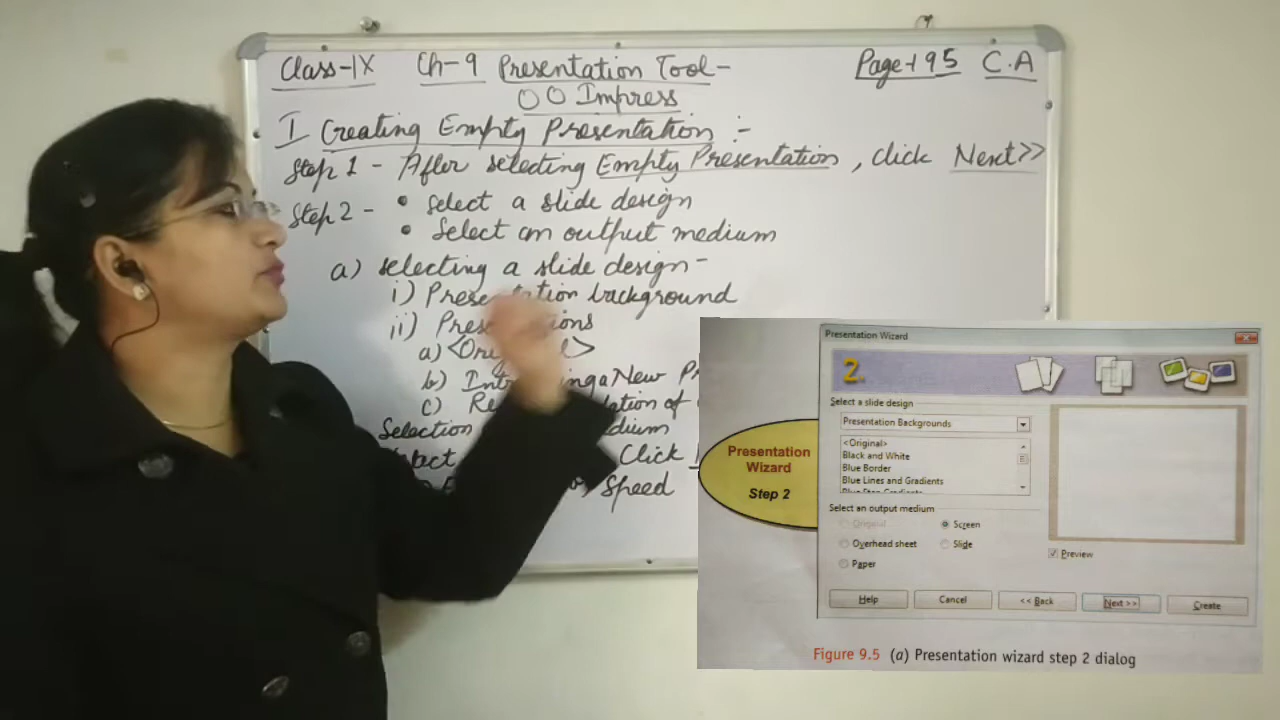 Class-IX Ch-9 Presentation Tool- Page-195 C.A
OO Impress
I Creating Empty Presentation :-
Step 1 - After selecting Empty Presentation, click Next>>
Step 2 - • select a slide design
• Select an output medium
a) selecting a slide design-
i) Presentation background
ii)
a)
b) a New
c) of
Selection
Click
Speed
Presentation Wizard
2.
Select a slide design
Presentation Backgrounds
<Original>
Black and White
Blue Border
Blue Lines and Gradients
Select an output medium
Original Screen
Overhead sheet Slide
Paper
Preview
Help Cancel << Back Next >> Create
Presentation
Wizard
Step 2
Figure 9.5 (a) Presentation wizard step 2 dialog